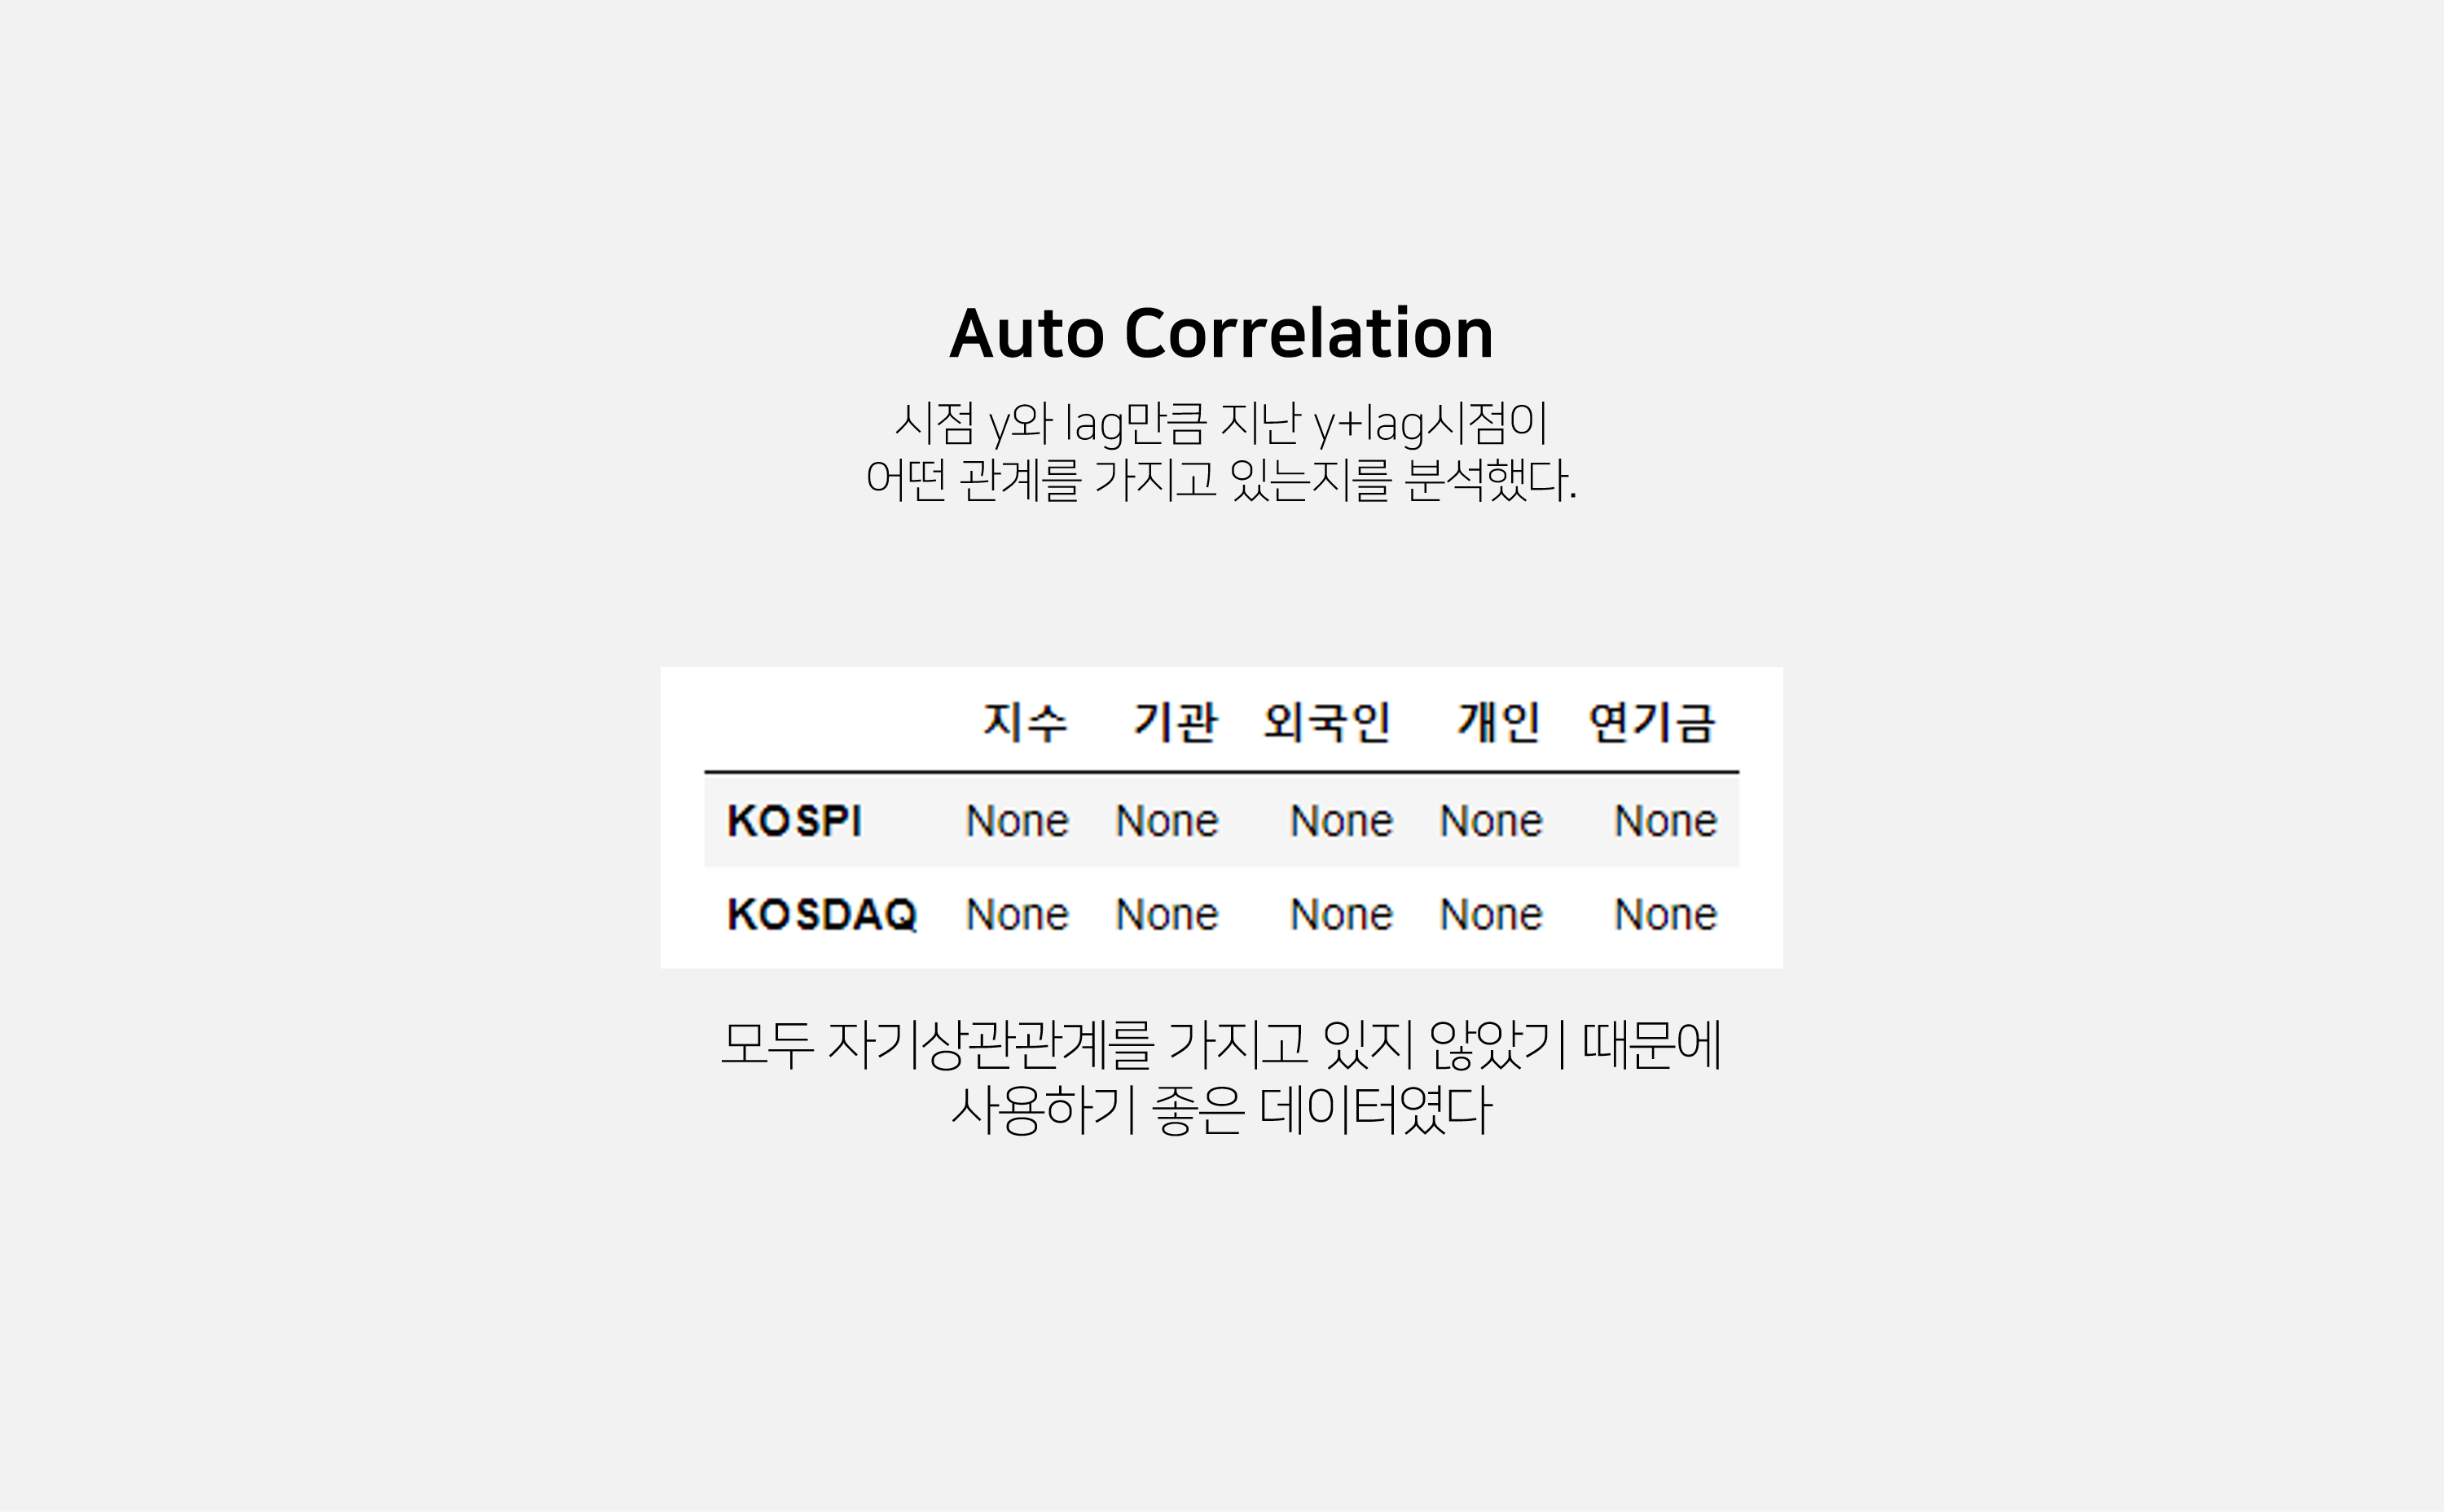 Auto Correlation
시점 y와 lag만큼 지난 y+lag시점이
어떤 관계를 가지고 있는지를 분석했다.
지수 기관 외국인 개인 연기금
KOSPI None None None None None
KOSDAQ None None None None None
모두 자기상관관계를 가지고 있지 않았기 때문에
사용하기 좋은 데이터였다